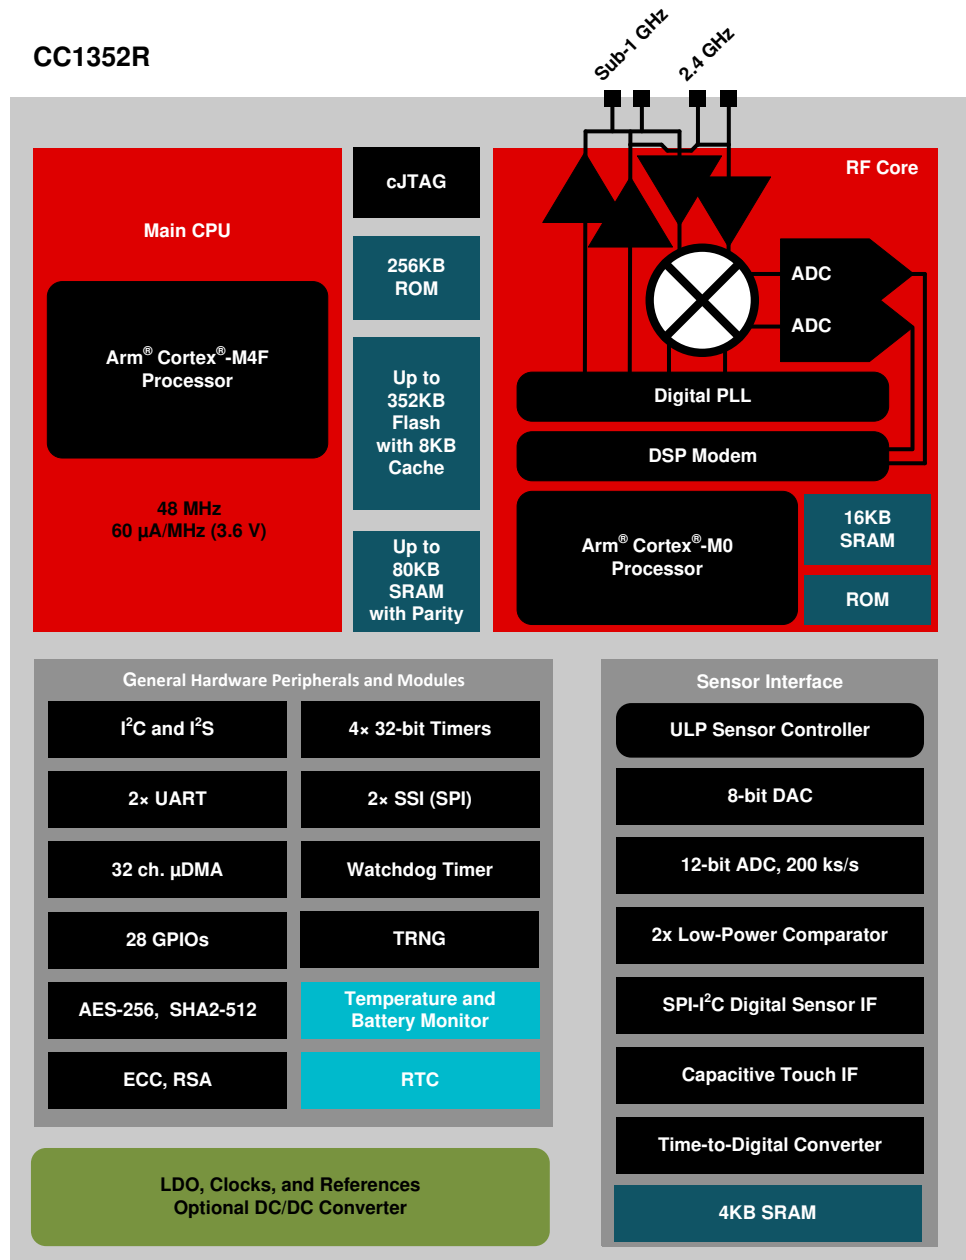 CC1352R
Sub-1 GHz
2.4 GHz
Main CPU
Arm® Cortex®-M4F
Processor
48 MHz
60 µA/MHz (3.6 V)
cJTAG
256KB
ROM
Up to
352KB
Flash
with 8KB
Cache
Up to
80KB
SRAM
with Parity
RF Core
ADC
ADC
Digital PLL
DSP Modem
Arm® Cortex®-M0
Processor
16KB
SRAM
ROM
General Hardware Peripherals and Modules
I²C and I²S
4× 32-bit Timers
2× UART
2× SSI (SPI)
32 ch. µDMA
Watchdog Timer
28 GPIOs
TRNG
AES-256, SHA2-512
Temperature and
Battery Monitor
ECC, RSA
RTC
LDO, Clocks, and References
Optional DC/DC Converter
Sensor Interface
ULP Sensor Controller
8-bit DAC
12-bit ADC, 200 ks/s
2x Low-Power Comparator
SPI-I²C Digital Sensor IF
Capacitive Touch IF
Time-to-Digital Converter
4KB SRAM